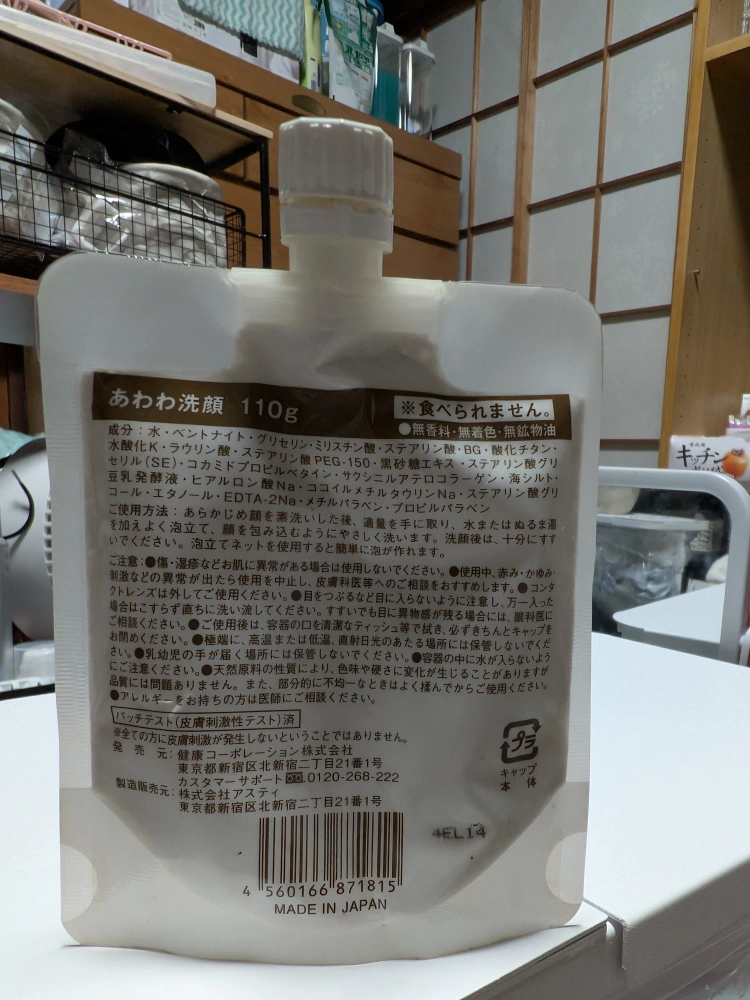 あわわ洗顔 110g
※食べられません。
●無香料・無着色・無鉱物油
成分：水・ベントナイト・グリセリン・ミリスチン酸・ステアリン酸・BG・酸化チタン・
水酸化K・ラウリン酸・ステアリン酸PEG-150・黒砂糖エキス・ステアリン酸グリ
セリル(SE)・コカミドプロピルベタイン・サクシニルアテロコラーゲン・海シルト・
豆乳発酵液・ヒアルロン酸Na・ココイルメチルタウリンNa・ステアリン酸グリ
コール・エタノール・EDTA-2Na・メチルパラベン・プロピルパラベン
ご使用方法：あらかじめ顔を素洗いした後、適量を手に取り、水またはぬるま湯
を加えよく泡立て、顔を包み込むようにやさしく洗います。洗顔後は、十分にすす
いでください。泡立てネットを使用すると簡単に泡が作れます。
ご注意：●傷・湿疹などお肌に異常がある場合は使用しないでください。●使用中、赤み・かゆみ・
刺激などの異常が出たら使用を中止し、皮膚科医等へのご相談をおすすめします。●コンタ
クトレンズは外してご使用ください。●目をつぶるなど目に入らないように注意し、万一入った
場合はこすらず直ちに洗い流してください。すすいでも目に異物感が残る場合には、眼科医に
ご相談ください。●ご使用後は、容器の口を清潔なティッシュ等で拭き、必ずきちんとキャップを
お閉めください。●極端に、高温または低温、直射日光のあたる場所には保管しないでくだ
さい。●乳幼児の手が届く場所には保管しないでください。●容器の中に水が入らないよう
にご注意ください。●天然原料の性質により、色味や硬さに変化が生じることがありますが
品質には問題ありません。また、部分的に不均一なときはよく揉んでからご使用ください。
●アレルギーをお持ちの方は医師にご相談ください。
パッチテスト(皮膚刺激性テスト)済
※全ての方に皮膚刺激が発生しないということではありません。
発売元：健康コーポレーション株式会社
東京都新宿区北新宿二丁目21番1号
カスタマーサポート 0120-268-222
製造販売元：株式会社アスティ
東京都新宿区北新宿二丁目21番1号
プラ
キャップ
本体
4EL14
4 560166 871815
MADE IN JAPAN
キッチン